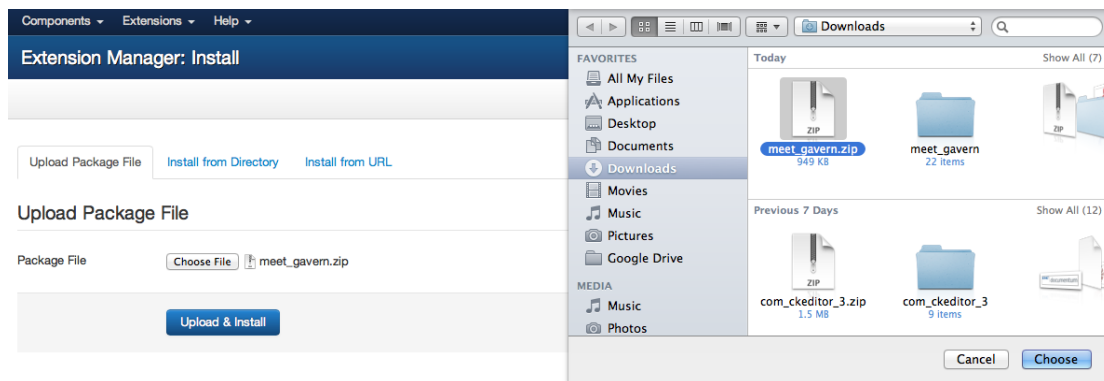 Components Extensions Help
Extension Manager: Install
Upload Package File Install from Directory Install from URL
Upload Package File
Package File Choose File meet_gavern.zip
Upload & Install
Downloads
FAVORITES
All My Files
Applications
Desktop
Documents
Downloads
Movies
Music
Pictures
Google Drive
MEDIA
Music
Photos
Today Show All (7)
ZIP ZIP
meet_gavern.zip meet_gavern
949 KB 22 items
Previous 7 Days Show All (12)
ZIP
com_ckeditor_3.zip com_ckeditor_3
1.5 MB 9 items
Cancel Choose